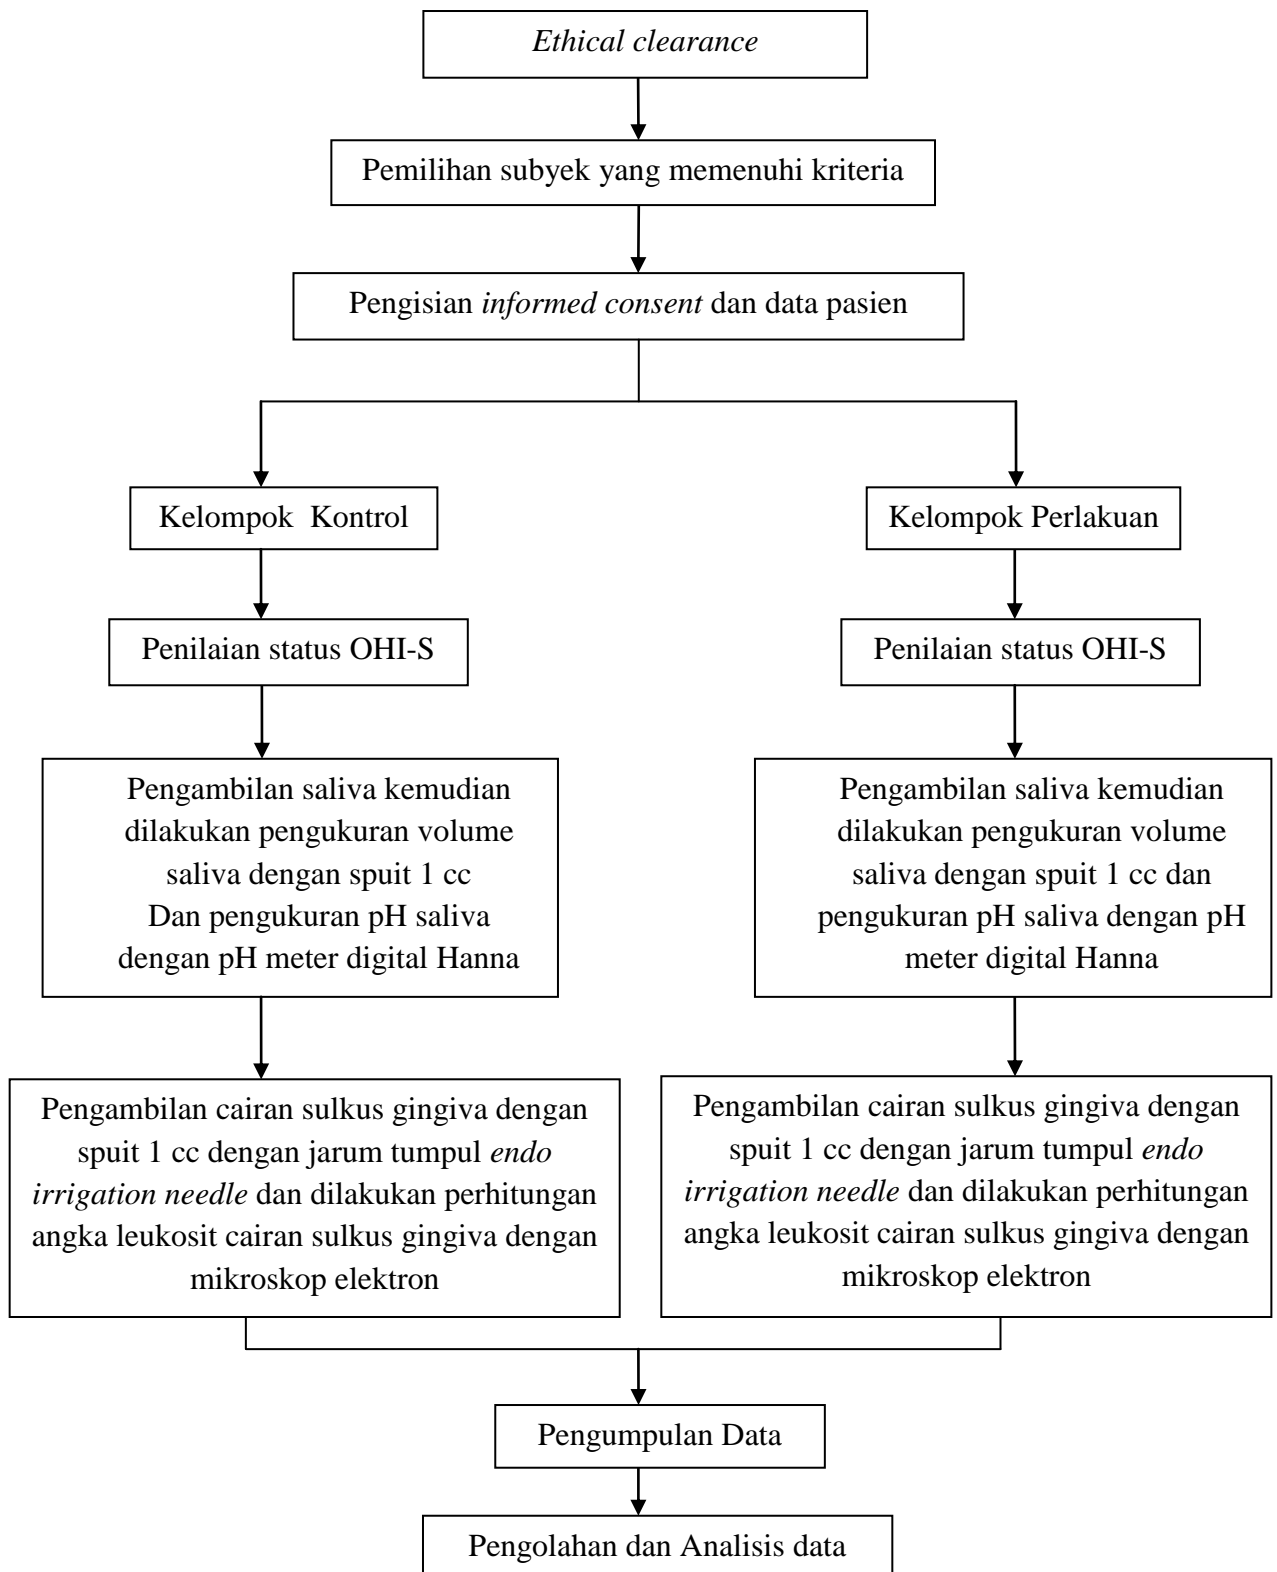 Ethical clearance
Pemilihan subyek yang memenuhi kriteria
Pengisian informed consent dan data pasien
Kelompok  Kontrol
Kelompok Perlakuan
Penilaian status OHI-S
Penilaian status OHI-S
Pengambilan saliva kemudian
dilakukan pengukuran volume
saliva dengan spuit 1 cc
Dan pengukuran pH saliva
dengan pH meter digital Hanna
Pengambilan saliva kemudian
dilakukan pengukuran volume
saliva dengan spuit 1 cc dan
pengukuran pH saliva dengan pH
meter digital Hanna
Pengambilan cairan sulkus gingiva dengan
spuit 1 cc dengan jarum tumpul endo
irrigation needle dan dilakukan perhitungan
angka leukosit cairan sulkus gingiva dengan
mikroskop elektron
Pengambilan cairan sulkus gingiva dengan
spuit 1 cc dengan jarum tumpul endo
irrigation needle dan dilakukan perhitungan
angka leukosit cairan sulkus gingiva dengan
mikroskop elektron
Pengumpulan Data
Pengolahan dan Analisis data